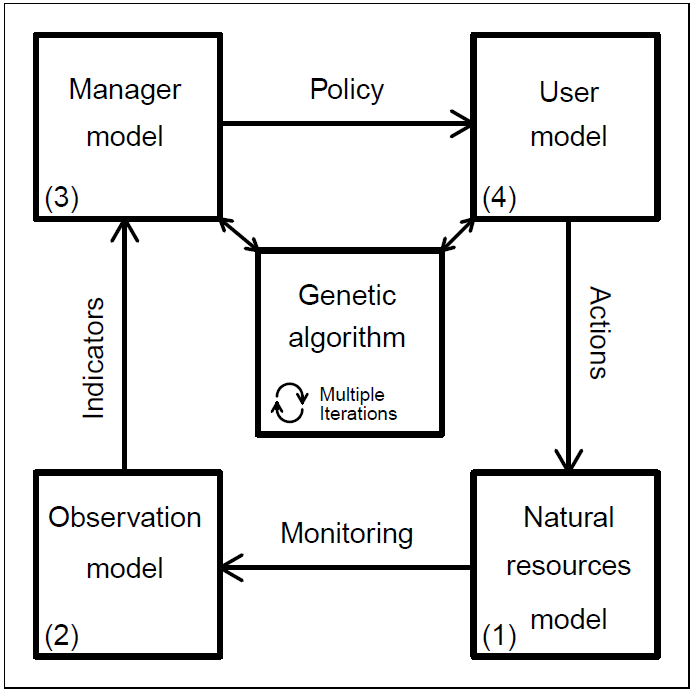 Manager
model
(3)
Policy
User
model
(4)
Genetic
algorithm
Multiple
Iterations
Indicators
Actions
Observation
model
(2)
Monitoring
Natural
resources
model
(1)